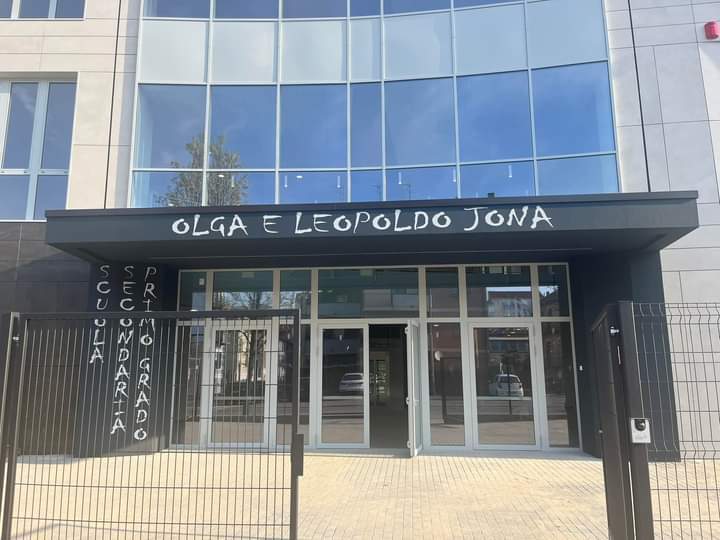 OLGA E LEOPOLDO JONA
SCUOLA
SECONDARIA
PRIMO GRADO